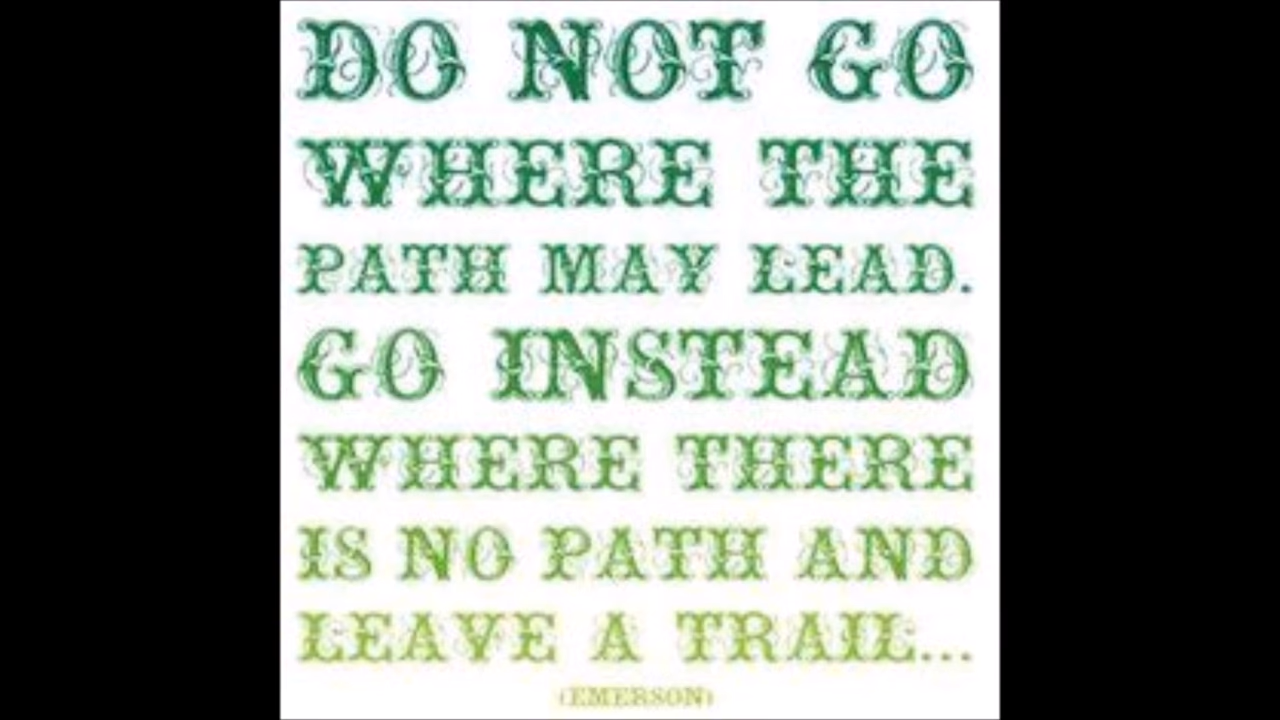 DO NOT GO
WHERE THE
PATH MAY LEAD.
GO INSTEAD
WHERE THERE
IS NO PATH AND
LEAVE A TRAIL...
(EMERSON)